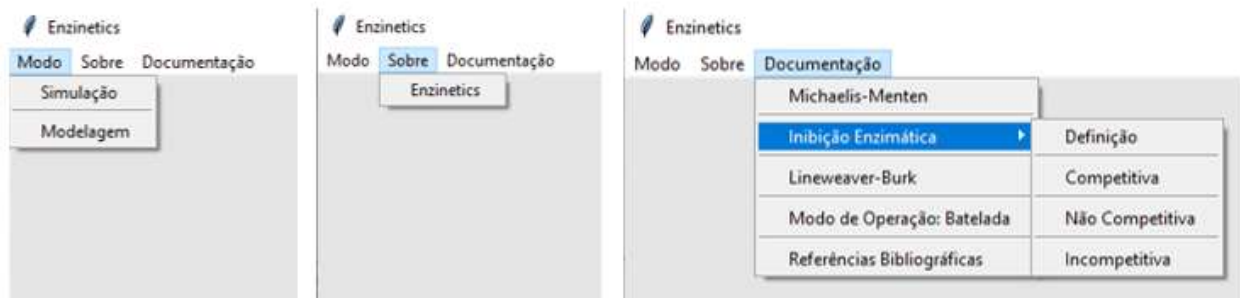 Enzinetics
Modo Sobre Documentação
Simulação
Modelagem
Enzinetics
Modo Sobre Documentação
Enzinetics
Enzinetics
Modo Sobre Documentação
Michaelis-Menten
Inibição Enzimática
Definição
Lineweaver-Burk
Competitiva
Modo de Operação: Batelada
Não Competitiva
Referências Bibliográficas
Incompetitiva